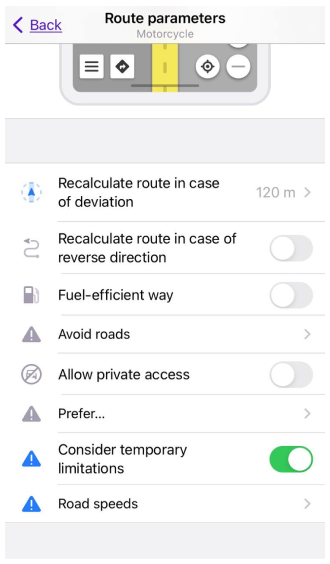 Back
Route parameters
Motorcycle
Recalculate route in case
of deviation
120 m
Recalculate route in case of
reverse direction
Fuel-efficient way
Avoid roads
Allow private access
Prefer...
Consider temporary
limitations
Road speeds